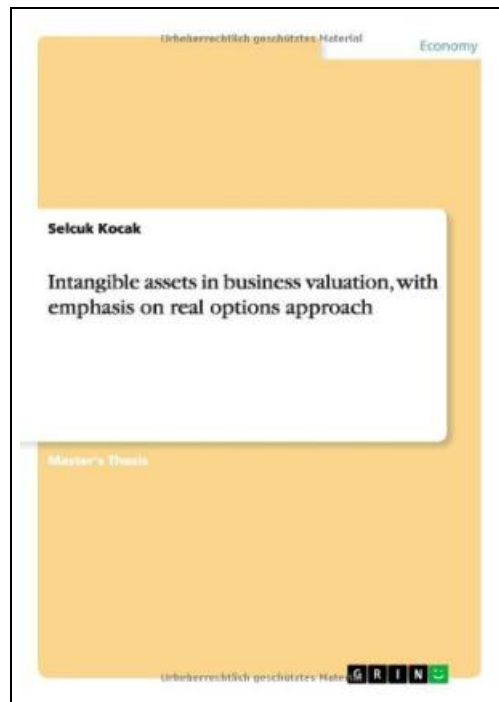 Urheberrechtlich geschütztes Material
Economy
Selcuk Kocak
Intangible assets in business valuation, with
emphasis on real options approach
Master's Thesis
Urheberrechtlich geschütztes Mater
GRIN